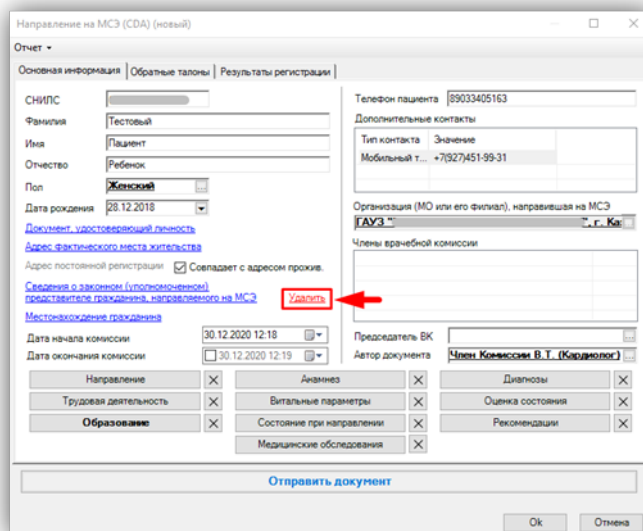 Направление на МСЭ (CDA) (новый)
Отчет
Основная информация Обратные талоны Результаты регистрации
СНИЛС
Фамилия Тестовый
Имя Пациент
Отчество Ребенок
Пол Женский ...
Дата рождения 28.12.2018
Документ, удостоверяющий личность
Адрес фактического места жительства
Адрес постоянной регистрации Совпадает с адресом прожив.
Сведения о законном (уполномоченном)
представителе гражданина, направляемого на МСЭ Удалить
Местонахождение гражданина
Дата начала комиссии 30.12.2020 12:18
Дата окончания комиссии 30.12.2020 12:19
Телефон пациента 89033405163
Дополнительные контакты
Тип контакта Значение
Мобильный т... +7(927)451-99-31
Организация (МО или его филиал), направившая на МСЭ
ГАУЗ " ", г. Ка ...
Члены врачебной комиссии
Председатель ВК ...
Автор документа Член Комиссии В.Т. (Кардиолог) ...
Направление X Анамнез X Диагнозы X
Трудовая деятельность X Витальные параметры X Оценка состояния X
Образование X Состояние при направлении X Рекомендации X
Медицинские обследования X
Отправить документ
Ok Отмена